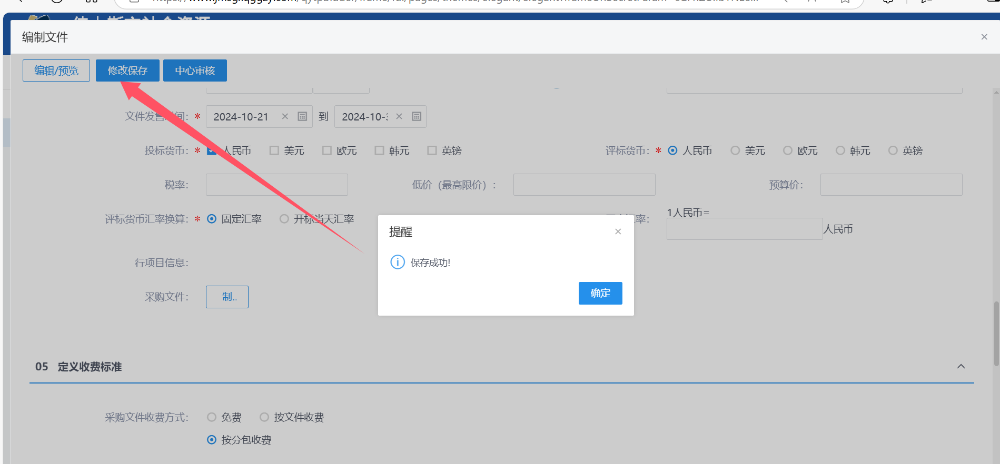 编制文件
编辑/预览 修改保存 中心审核
文件发售 间: * 2024-10-21 到 2024-10-
投标货币: * 人民币 美元 欧元 韩元 英镑 评标货币: * 人民币 美元 欧元 韩元 英镑
税率: 低价（最高限价）: 预算价:
评标货币汇率换算: * 固定汇率 开标当天汇率 汇率: 1人民币=
人民币
提醒
保存成功!
确定
行项目信息:
采购文件: 制..
05 定义收费标准
采购文件收费方式: 免费 按文件收费
按分包收费